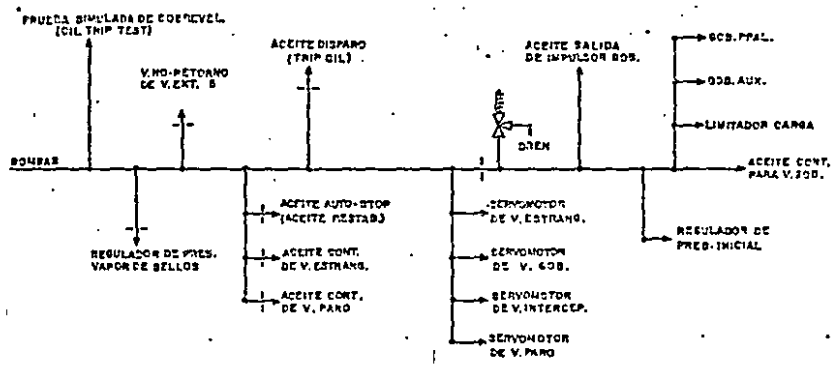 PRUEBA SIMULADA DE SOBREVEL.
(OIL TRIP TEST)
V. NO-RETORNO
DE V. EXT. 5
ACEITE DISPARO
(TRIP OIL)
ACEITE SALIDA
DE IMPULSOR GOB.
GOB. PPAL.
GOB. AUX.
LIMITADOR CARGA
DREN
BOMBAS
ACEITE CONT.
PARA V. GOB.
REGULADOR DE PRES.
VAPOR DE SELLOS
ACEITE AUTO-STOP
(ACEITE RESTAB.)
ACEITE CONT.
DE V. ESTRANG.
ACEITE CONT.
DE V. PARO
SERVOMOTOR
DE V. ESTRANG.
SERVOMOTOR
DE V. GOB.
SERVOMOTOR
DE V. INTERCEP.
SERVOMOTOR
DE V. PARO
REGULADOR DE
PRES. INICIAL